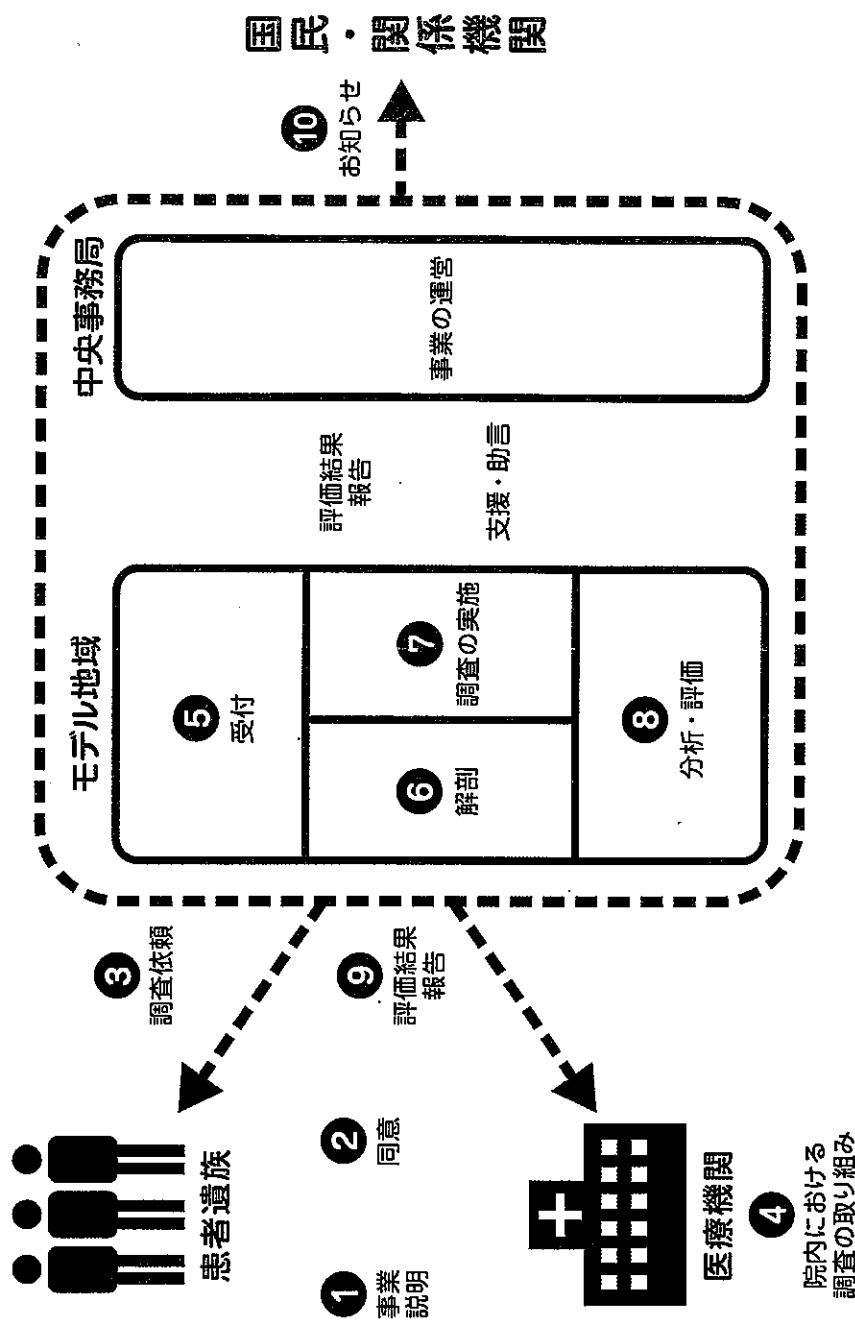 患者遺族
1
事業
説明
2
同意
医療機関
4
院内における
調査の取り組み
3
調査依頼
9
評価結果
報告
モデル地域
5
受付
6
解剖
7
調査の実施
8
分析・評価
評価結果
報告
支援・助言
中央事務局
事業の運営
10
お知らせ
国民・関係機関